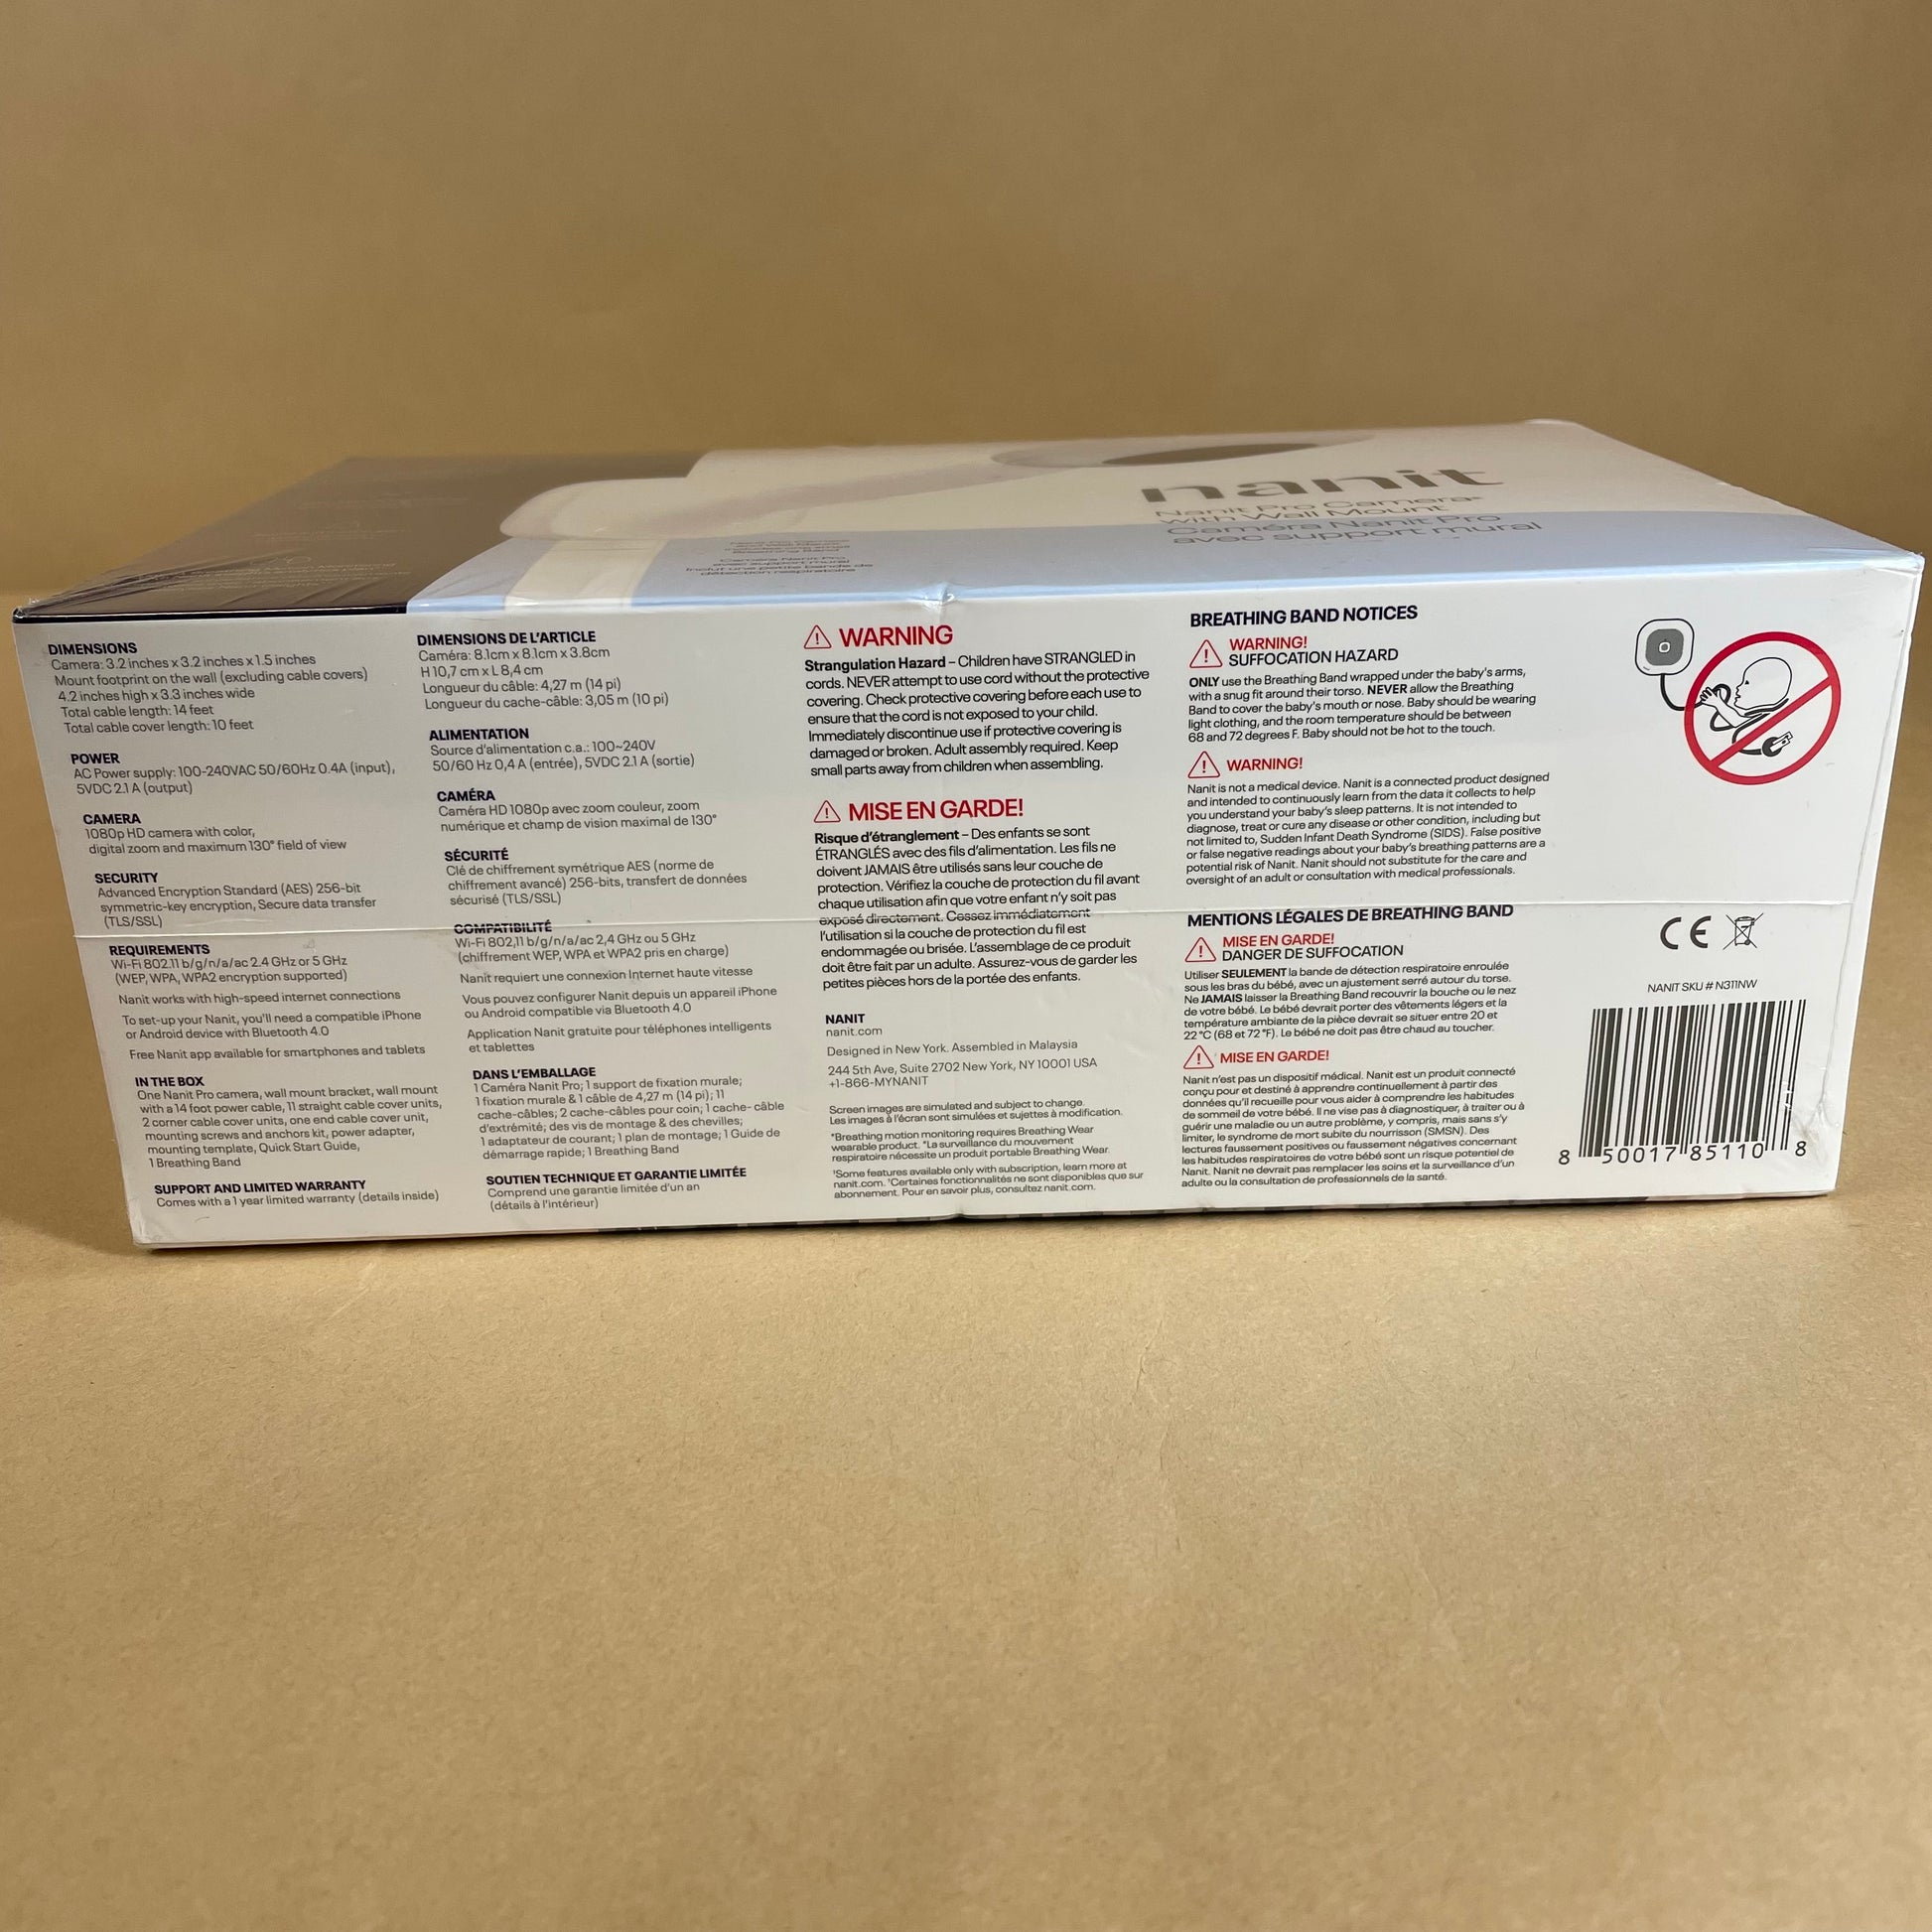 nanit
Nanit Pro Camera*
with Wall Mount
Caméra Nanit Pro
avec support mural
Caméra Nanit Pro
avec support mural
Inclut une petite bande de
détection respiratoire
DIMENSIONS
Camera: 3.2 inches x 3.2 inches x 1.5 inches
Mount footprint on the wall (excluding cable covers)
4.2 inches high x 3.3 inches wide
Total cable length: 14 feet
Total cable cover length: 10 feet
POWER
AC Power supply: 100-240VAC 50/60Hz 0.4A (input),
5VDC 2.1 A (output)
CAMERA
1080p HD camera with color,
digital zoom and maximum 130° field of view
SECURITY
Advanced Encryption Standard (AES) 256-bit
symmetric-key encryption, Secure data transfer
(TLS/SSL)
REQUIREMENTS
Wi-Fi 802.11 b/g/n/a/ac 2.4 GHz or 5 GHz
(WEP, WPA, WPA2 encryption supported)
Nanit works with high-speed internet connections
To set-up your Nanit, you'll need a compatible iPhone
or Android device with Bluetooth 4.0
Free Nanit app available for smartphones and tablets
IN THE BOX
One Nanit Pro camera, wall mount bracket, wall mount
with a 14 foot power cable, 11 straight cable cover units,
2 corner cable cover units, one end cable cover unit,
mounting screws and anchors kit, power adapter,
mounting template, Quick Start Guide,
1 Breathing Band
SUPPORT AND LIMITED WARRANTY
Comes with a 1 year limited warranty (details inside)
DIMENSIONS DE L'ARTICLE
Caméra: 8.1cm x 8.1cm x 3.8cm
H 10,7 cm x L 8,4 cm
Longueur du câble: 4,27 m (14 pi)
Longueur du cache-câble: 3,05 m (10 pi)
ALIMENTATION
Source d'alimentation c.a.: 100~240V
50/60 Hz 0,4 A (entrée), 5VDC 2.1 A (sortie)
CAMÉRA
Caméra HD 1080p avec zoom couleur, zoom
numérique et champ de vision maximal de 130°
SÉCURITÉ
Clé de chiffrement symétrique AES (norme de
chiffrement avancé) 256-bits, transfert de données
sécurisé (TLS/SSL)
COMPATIBILITÉ
Wi-Fi 802,11 b/g/n/a/ac 2,4 GHz ou 5 GHz
(chiffrement WEP, WPA et WPA2 pris en charge)
Nanit requiert une connexion Internet haute vitesse
Vous pouvez configurer Nanit depuis un appareil iPhone
ou Android compatible via Bluetooth 4.0
Application Nanit gratuite pour téléphones intelligents
et tablettes
DANS L'EMBALLAGE
1 Caméra Nanit Pro; 1 support de fixation murale;
1 fixation murale & 1 câble de 4,27 m (14 pi); 11
cache-câbles; 2 cache-câbles pour coin; 1 cache- câble
d'extrémité; des vis de montage & des chevilles;
1 adaptateur de courant; 1 plan de montage; 1 Guide de
démarrage rapide; 1 Breathing Band
SOUTIEN TECHNIQUE ET GARANTIE LIMITÉE
Comprend une garantie limitée d'un an
(détails à l'intérieur)
WARNING
Strangulation Hazard – Children have STRANGLED in
cords. NEVER attempt to use cord without the protective
covering. Check protective covering before each use to
ensure that the cord is not exposed to your child.
Immediately discontinue use if protective covering is
damaged or broken. Adult assembly required. Keep
small parts away from children when assembling.
MISE EN GARDE!
Risque d'étranglement – Des enfants se sont
ÉTRANGLÉS avec des fils d'alimentation. Les fils ne
doivent JAMAIS être utilisés sans leur couche de
protection. Vérifiez la couche de protection du fil avant
chaque utilisation afin que votre enfant n'y soit pas
exposé directement. Cessez immédiatement
l'utilisation si la couche de protection du fil est
endommagée ou brisée. L'assemblage de ce produit
doit être fait par un adulte. Assurez-vous de garder les
petites pièces hors de la portée des enfants.
NANIT
nanit.com
Designed in New York. Assembled in Malaysia
244 5th Ave, Suite 2702 New York, NY 10001 USA
+1-866-MYNANIT
Screen images are simulated and subject to change.
Les images à l'écran sont simulées et sujettes à modification.
*Breathing motion monitoring requires Breathing Wear
wearable product. *La surveillance du mouvement
respiratoire nécessite un produit portable Breathing Wear.
†Some features available only with subscription, learn more at
nanit.com. †Certaines fonctionnalités ne sont disponibles que sur
abonnement. Pour en savoir plus, consultez nanit.com.
BREATHING BAND NOTICES
WARNING!
SUFFOCATION HAZARD
ONLY use the Breathing Band wrapped under the baby's arms,
with a snug fit around their torso. NEVER allow the Breathing
Band to cover the baby's mouth or nose. Baby should be wearing
light clothing, and the room temperature should be between
68 and 72 degrees F. Baby should not be hot to the touch.
WARNING!
Nanit is not a medical device. Nanit is a connected product designed
and intended to continuously learn from the data it collects to help
you understand your baby's sleep patterns. It is not intended to
diagnose, treat or cure any disease or other condition, including but
not limited to, Sudden Infant Death Syndrome (SIDS). False positive
or false negative readings about your baby's breathing patterns are a
potential risk of Nanit. Nanit should not substitute for the care and
oversight of an adult or consultation with medical professionals.
MENTIONS LÉGALES DE BREATHING BAND
MISE EN GARDE!
DANGER DE SUFFOCATION
Utiliser SEULEMENT la bande de détection respiratoire enroulée
sous les bras du bébé, avec un ajustement serré autour du torse.
Ne JAMAIS laisser la Breathing Band recouvrir la bouche ou le nez
de votre bébé. Le bébé devrait porter des vêtements légers et la
température ambiante de la pièce devrait se situer entre 20 et
22 °C (68 et 72 °F). Le bébé ne doit pas être chaud au toucher.
MISE EN GARDE!
Nanit n'est pas un dispositif médical. Nanit est un produit connecté
conçu pour et destiné à apprendre continuellement à partir des
données qu'il recueille pour vous aider à comprendre les habitudes
de sommeil de votre bébé. Il ne vise pas à diagnostiquer, à traiter ou à
guérir une maladie ou un autre problème, y compris, mais sans s'y
limiter, le syndrome de mort subite du nourrisson (SMSN). Des
lectures faussement positives ou faussement négatives concernant
les habitudes respiratoires de votre bébé sont un risque potentiel de
Nanit. Nanit ne devrait pas remplacer les soins et la surveillance d'un
adulte ou la consultation de professionnels de la santé.
CE
NANIT SKU # N311NW
8 50017 85110 8